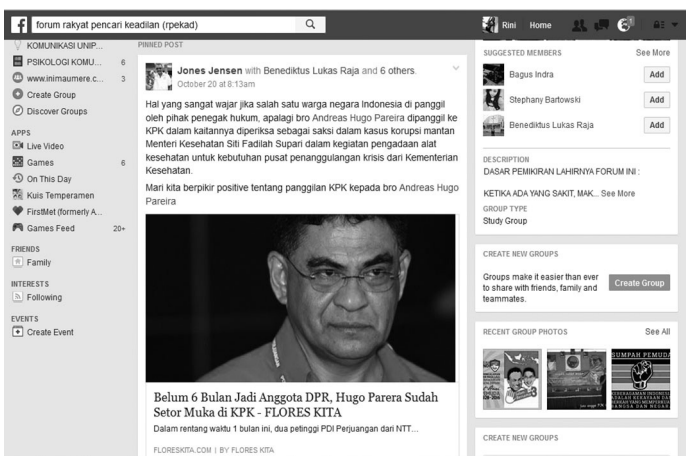 f forum rakyat pencari keadilan (rpekad)
Rini Home
KOMUNIKASI UNIP...
PSIKOLOGI KOMU... 6
www.inimaumere.c... 3
Create Group
Discover Groups
APPS
Live Video
Games 6
On This Day
Kuis Temperamen
FirstMet (formerly A...
Games Feed 20+
FRIENDS
Family
INTERESTS
Following
EVENTS
Create Event
PINNED POST
Jones Jensen with Benediktus Lukas Raja and 6 others.
October 20 at 8:13am
Hal yang sangat wajar jika salah satu warga negara Indonesia di panggil
oleh pihak penegak hukum, apalagi bro Andreas Hugo Pareira dipanggil ke
KPK dalam kaitannya diperiksa sebagai saksi dalam kasus korupsi mantan
Menteri Kesehatan Siti Fadilah Supari dalam kegiatan pengadaan alat
kesehatan untuk kebutuhan pusat penanggulangan krisis dari Kementerian
Kesehatan.
Mari kita berpikir positive tentang panggilan KPK kepada bro Andreas Hugo
Pareira
Belum 6 Bulan Jadi Anggota DPR, Hugo Parera Sudah
Setor Muka di KPK - FLORES KITA
Dalam rentang waktu 1 bulan ini, dua petinggi PDI Perjuangan dari NTT...
FLORESKITA.COM | BY FLORES KITA
SUGGESTED MEMBERS See More
Bagus Indra Add
Stephany Bartowski Add
Benediktus Lukas Raja Add
DESCRIPTION
DASAR PEMIKIRAN LAHIRNYA FORUM INI :
KETIKA ADA YANG SAKIT, MAK... See More
GROUP TYPE
Study Group
CREATE NEW GROUPS
Groups make it easier than ever
to share with friends, family and
teammates.
Create Group
RECENT GROUP PHOTOS See All
SUMPAH PEMUDA
CREATE NEW GROUPS